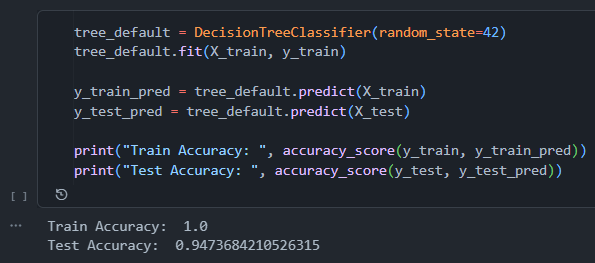 tree_default = DecisionTreeClassifier(random_state=42)
tree_default.fit(X_train, y_train)
y_train_pred = tree_default.predict(X_train)
y_test_pred = tree_default.predict(X_test)
print("Train Accuracy: ", accuracy_score(y_train, y_train_pred))
print("Test Accuracy: ", accuracy_score(y_test, y_test_pred))
[ ]
...
Train Accuracy:  1.0
Test Accuracy:  0.9473684210526315